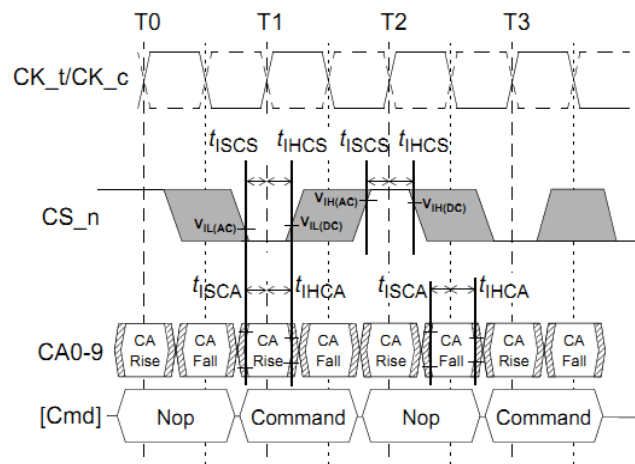 T0 T1 T2 T3
CK_t/CK_c
tISCS tIHCS tISCS tIHCS
CS_n
VIL(AC) VIL(DC) VIH(AC) VIH(DC)
tISCA tIHCA tISCA tIHCA
CA0-9
CA Rise
CA Fall
CA Rise
CA Fall
CA Rise
CA Fall
CA Rise
CA Fall
[Cmd] Nop Command Nop Command